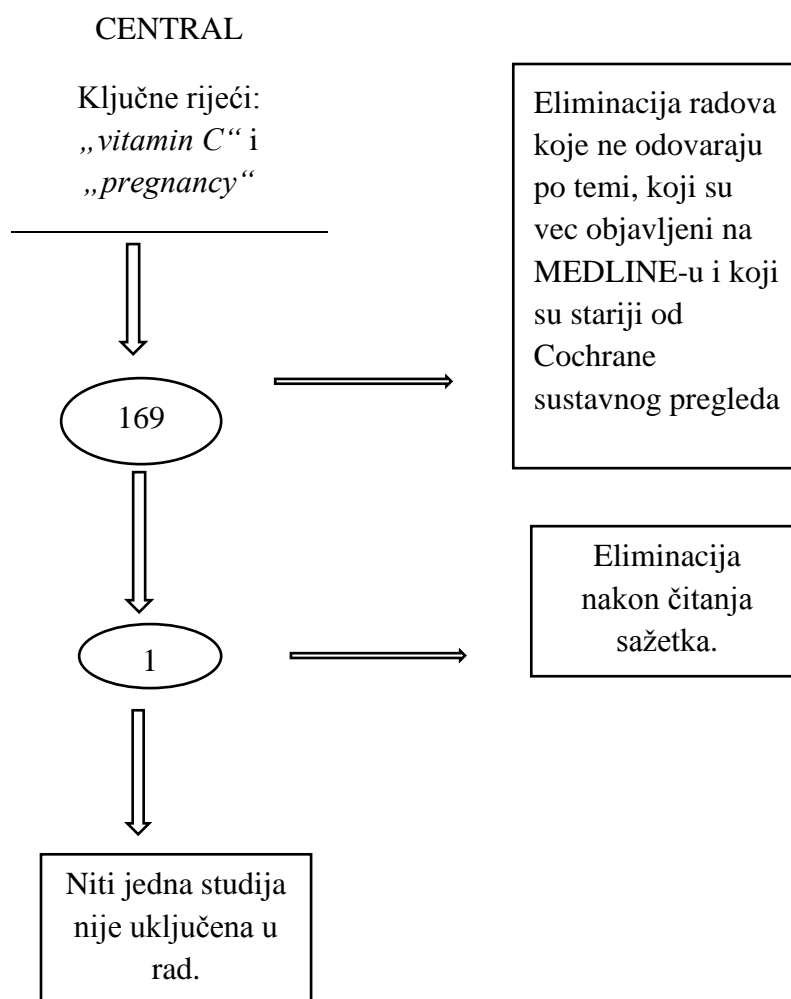 CENTRAL
Ključne rijeći:
„vitamin C“ i
„pregnancy“
Eliminacija radova
koje ne odovaraju
po temi, koji su
vec objavljeni na
MEDLINE-u i koji
su stariji od
Cochrane
sustavnog pregleda
169
Eliminacija
nakon čitanja
sažetka.
1
Niti jedna studija
nije uključena u
rad.